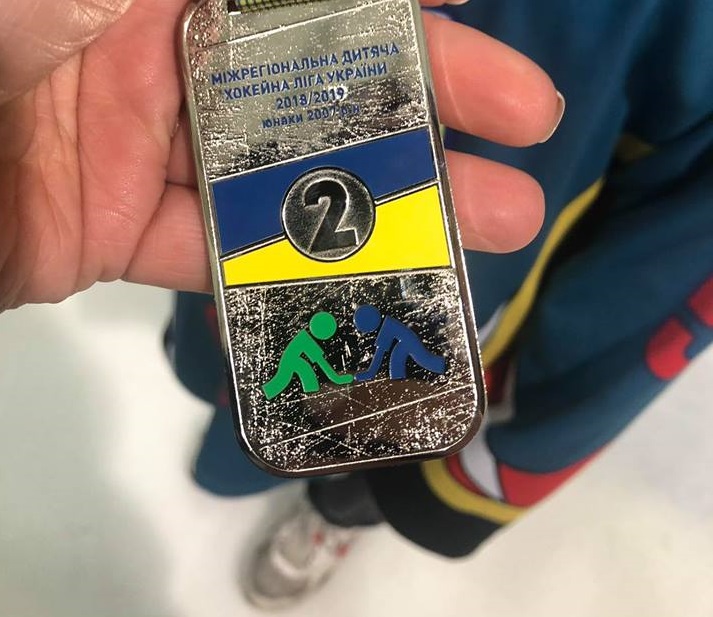 МІЖРЕГІОНАЛЬНА ДИТЯЧА
ХОКЕЙНА ЛІГА УКРАЇНИ
2018/2019
юнаки 2007 р.н.
2